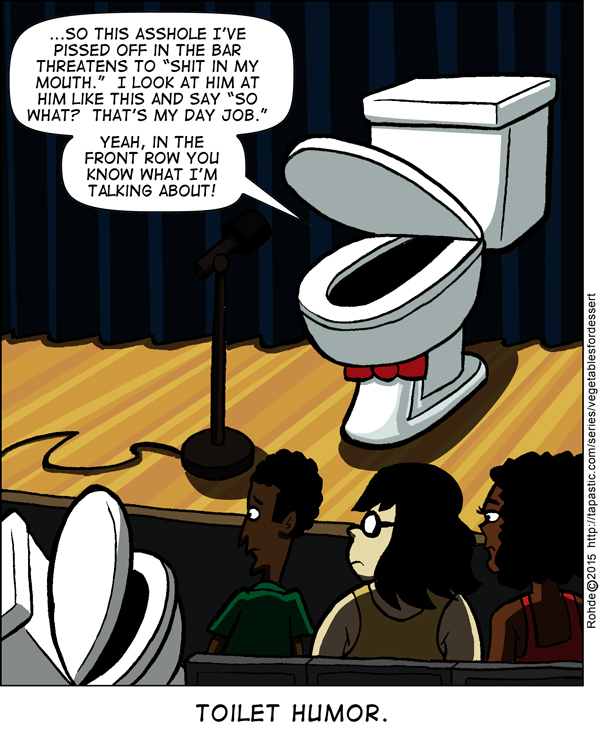 ...SO THIS ASSHOLE I'VE
PISSED OFF IN THE BAR
THREATENS TO "SHIT IN MY
MOUTH." I LOOK AT HIM AT
HIM LIKE THIS AND SAY "SO
WHAT? THAT'S MY DAY JOB."
YEAH, IN THE
FRONT ROW YOU
KNOW WHAT I'M
TALKING ABOUT!
Rohde©2015 http://tapastic.com/series/vegetablesfordessert
TOILET HUMOR.